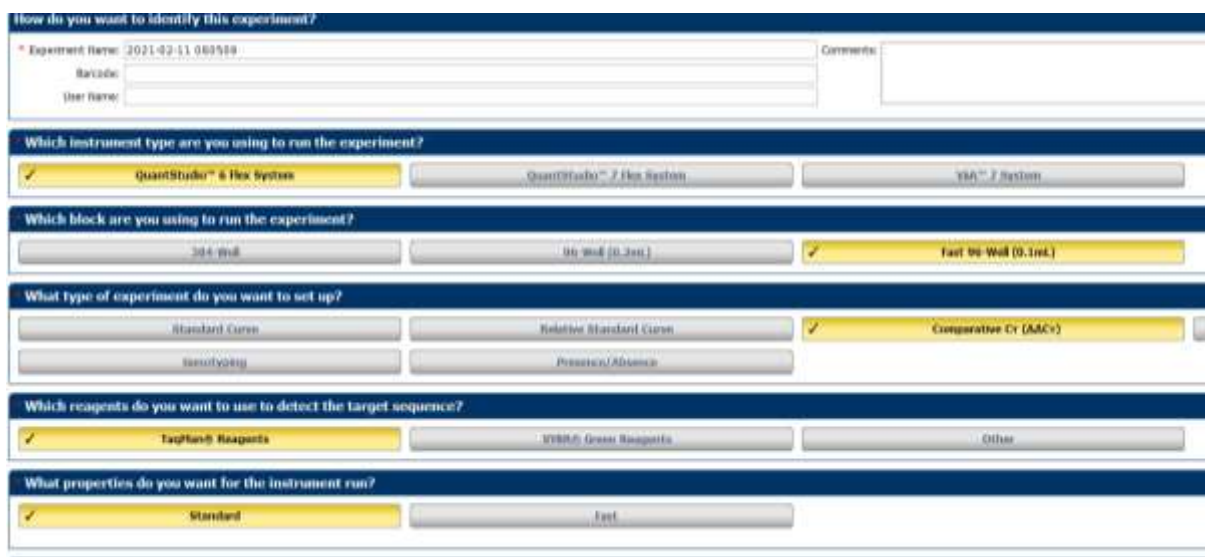 How do you want to identify this experiment?
* Experiment Name: 2021-02-11 080509 Comments:
Barcode:
User Name:
* Which instrument type are you using to run the experiment?
✓ QuantStudio™ 6 Flex System QuantStudio™ 7 Flex System ViiA™ 7 System
Which block are you using to run the experiment?
384-Well 96-Well (0.2mL) ✓ Fast 96-Well (0.1mL)
* What type of experiment do you want to set up?
Standard Curve Relative Standard Curve ✓ Comparative Cᴛ (ΔΔCᴛ)
Genotyping Presence/Absence
Which reagents do you want to use to detect the target sequence?
✓ TaqMan® Reagents SYBR® Green Reagents Other
What properties do you want for the instrument run?
✓ Standard Fast